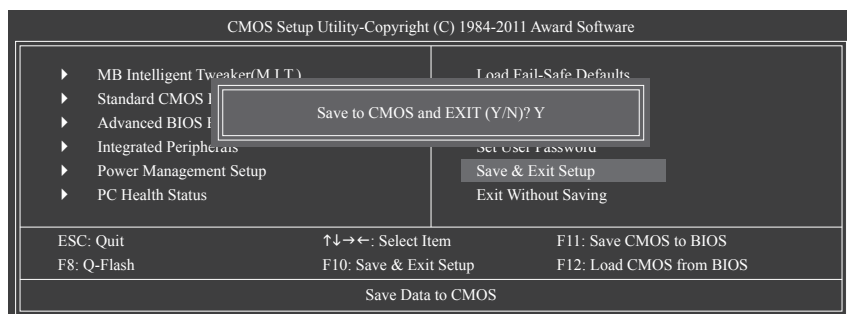 CMOS Setup Utility-Copyright (C) 1984-2011 Award Software
MB Intelligent Tweaker(M.I.T.)
Standard CMOS
Advanced BIOS
Integrated Peripherals
Power Management Setup
PC Health Status
Load Fail-Safe Defaults
Set User Password
Save & Exit Setup
Exit Without Saving
Save to CMOS and EXIT (Y/N)? Y
ESC: Quit ↑↓→←: Select Item F11: Save CMOS to BIOS
F8: Q-Flash F10: Save & Exit Setup F12: Load CMOS from BIOS
Save Data to CMOS